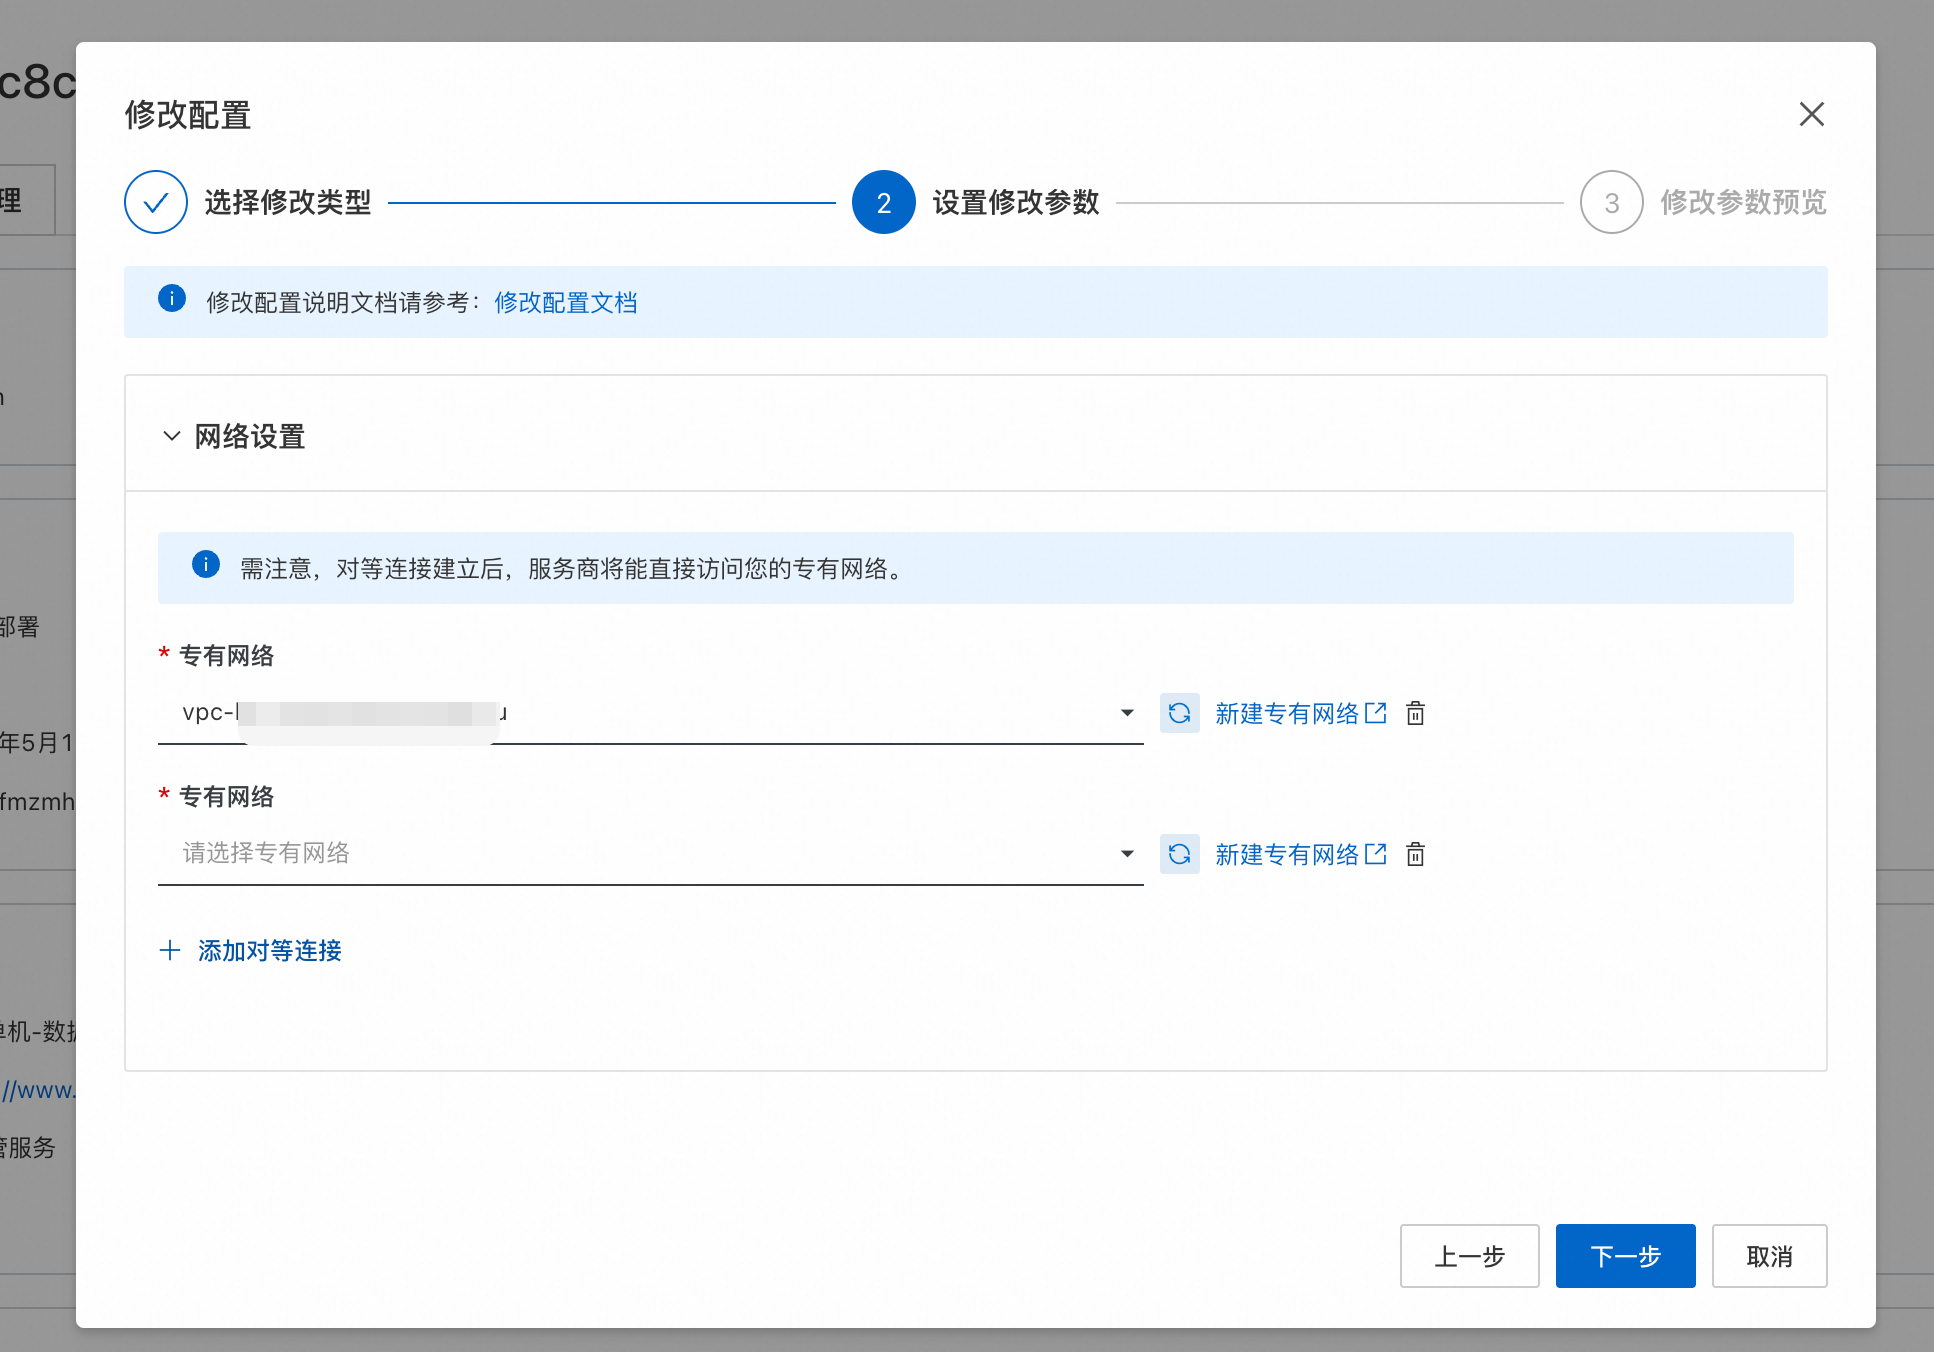 c8c
修改配置
理
选择修改类型
2
设置修改参数
3
修改参数预览
修改配置说明文档请参考：修改配置文档
网络设置
需注意，对等连接建立后，服务商将能直接访问您的专有网络。
部署
* 专有网络
vpc-
新建专有网络
年5月1
* 专有网络
fmzmh
请选择专有网络
新建专有网络
添加对等连接
单机-数据
//www.
管服务
上一步
下一步
取消